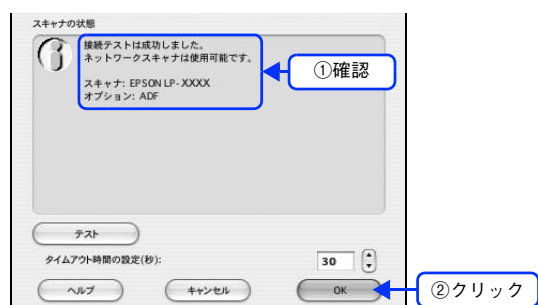 スキャナの状態
接続テストは成功しました。
ネットワークスキャナは使用可能です。
①確認
スキャナ: EPSON LP-XXXX
オプション: ADF
テスト
タイムアウト時間の設定(秒):
30
ヘルプ
キャンセル
OK
②クリック